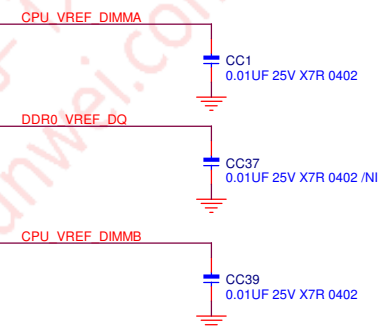 CPU_VREF_DIMMA
CC1
0.01UF 25V X7R 0402
DDR0_VREF_DQ
CC37
0.01UF 25V X7R 0402 /NI
CPU_VREF_DIMMB
CC39
0.01UF 25V X7R 0402